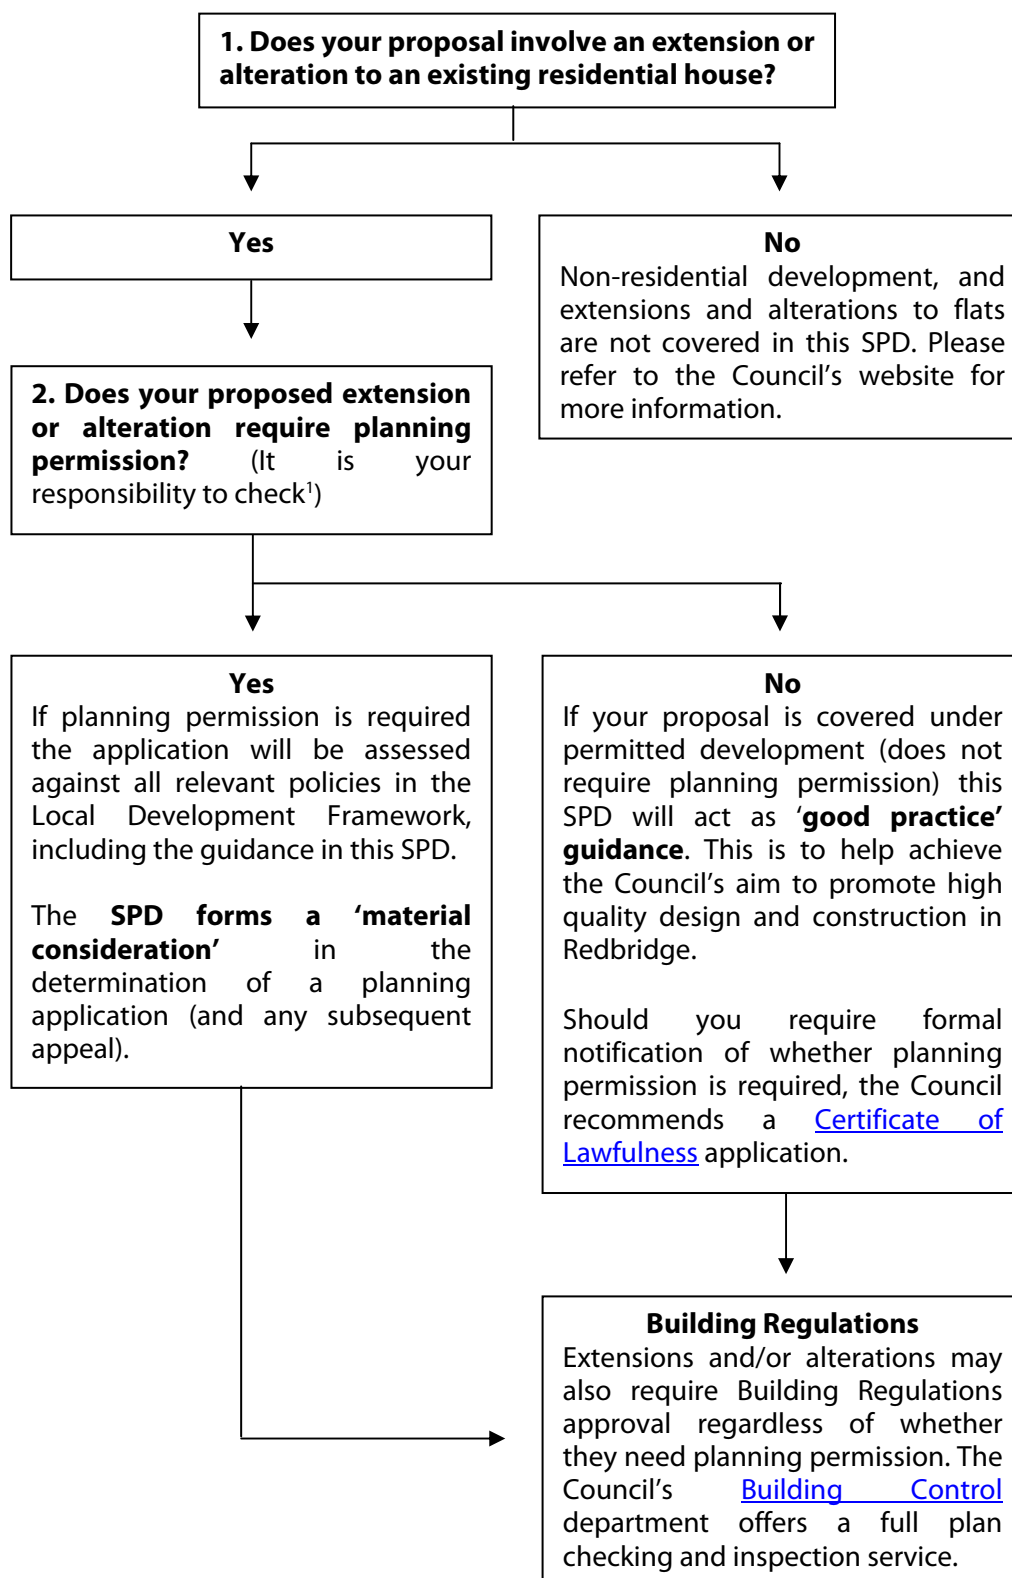 1. Does your proposal involve an extension or
alteration to an existing residential house?
Yes
No
Non-residential development, and
extensions and alterations to flats
are not covered in this SPD. Please
refer to the Council's website for
more information.
2. Does your proposed extension
or alteration require planning
permission? (It is your
responsibility to check¹)
Yes
If planning permission is required
the application will be assessed
against all relevant policies in the
Local Development Framework,
including the guidance in this SPD.
The SPD forms a ‘material
consideration’ in the
determination of a planning
application (and any subsequent
appeal).
No
If your proposal is covered under
permitted development (does not
require planning permission) this
SPD will act as ‘good practice’
guidance. This is to help achieve
the Council’s aim to promote high
quality design and construction in
Redbridge.
Should you require formal
notification of whether planning
permission is required, the Council
recommends a Certificate of
Lawfulness application.
Building Regulations
Extensions and/or alterations may
also require Building Regulations
approval regardless of whether
they need planning permission. The
Council’s Building Control
department offers a full plan
checking and inspection service.